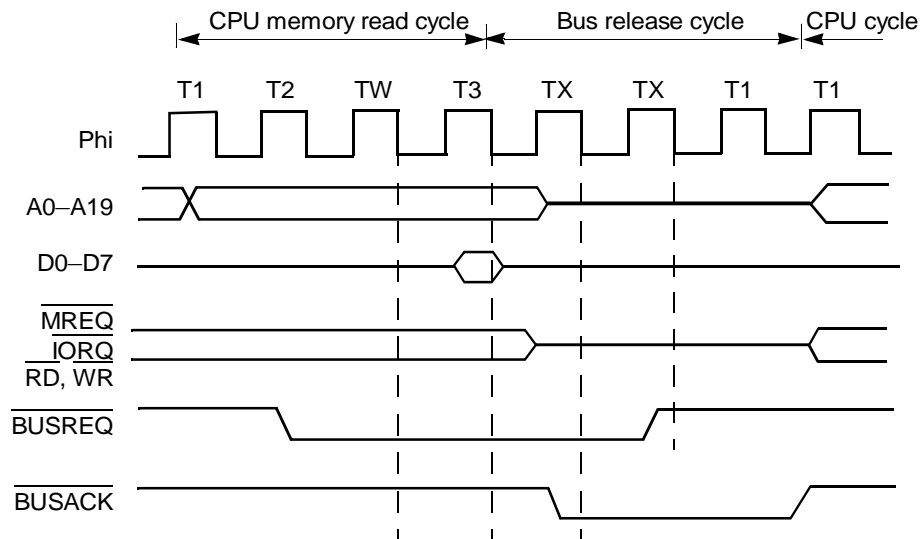 CPU memory read cycle Bus release cycle CPU cycle
T1 T2 TW T3 TX TX T1 T1
Phi
A0–A19
D0–D7
MREQ
IORQ
RD, WR
BUSREQ
BUSACK